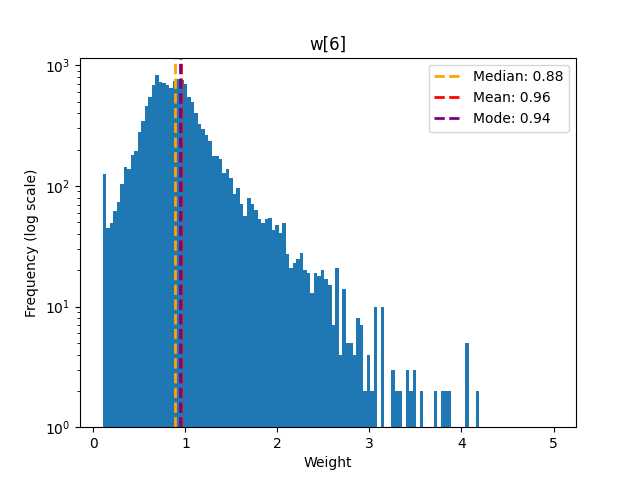 w[6]
Median: 0.88
Mean: 0.96
Mode: 0.94
Frequency (log scale)
10³
10²
10¹
10⁰
0 1 2 3 4 5
Weight